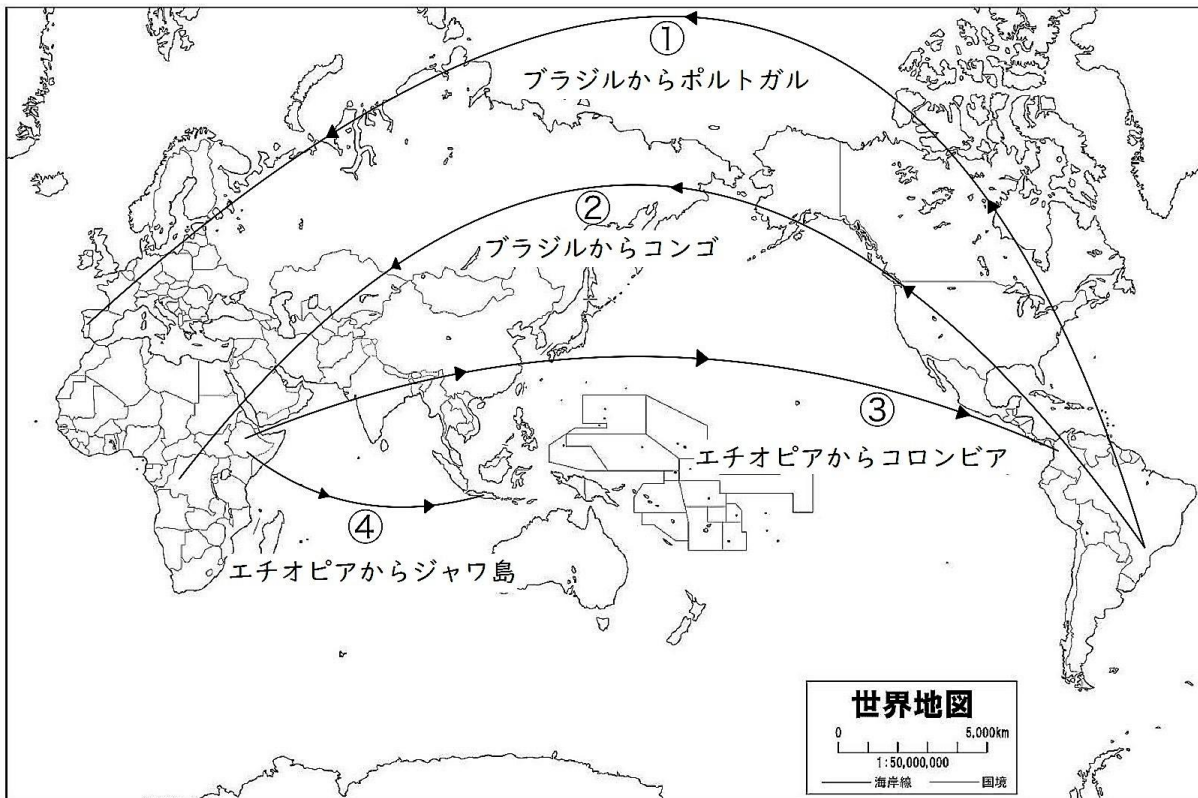 ①
ブラジルからポルトガル
②
ブラジルからコンゴ
③
エチオピアからコロンビア
④
エチオピアからジャワ島
世界地図
0 5,000km
1:50,000,000
海岸線 国境